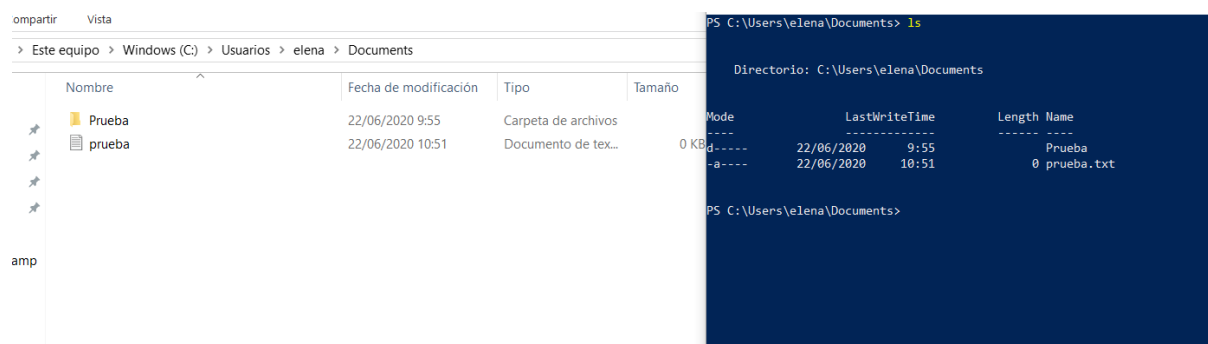 ompartir Vista
> Este equipo > Windows (C:) > Usuarios > elena > Documents
Nombre Fecha de modificación Tipo Tamaño
Prueba 22/06/2020 9:55 Carpeta de archivos
prueba 22/06/2020 10:51 Documento de tex... 0 KB
amp
PS C:\Users\elena\Documents> ls
Directorio: C:\Users\elena\Documents
Mode LastWriteTime Length Name
---- ------------- ------ ----
d----- 22/06/2020 9:55 Prueba
-a---- 22/06/2020 10:51 0 prueba.txt
PS C:\Users\elena\Documents>